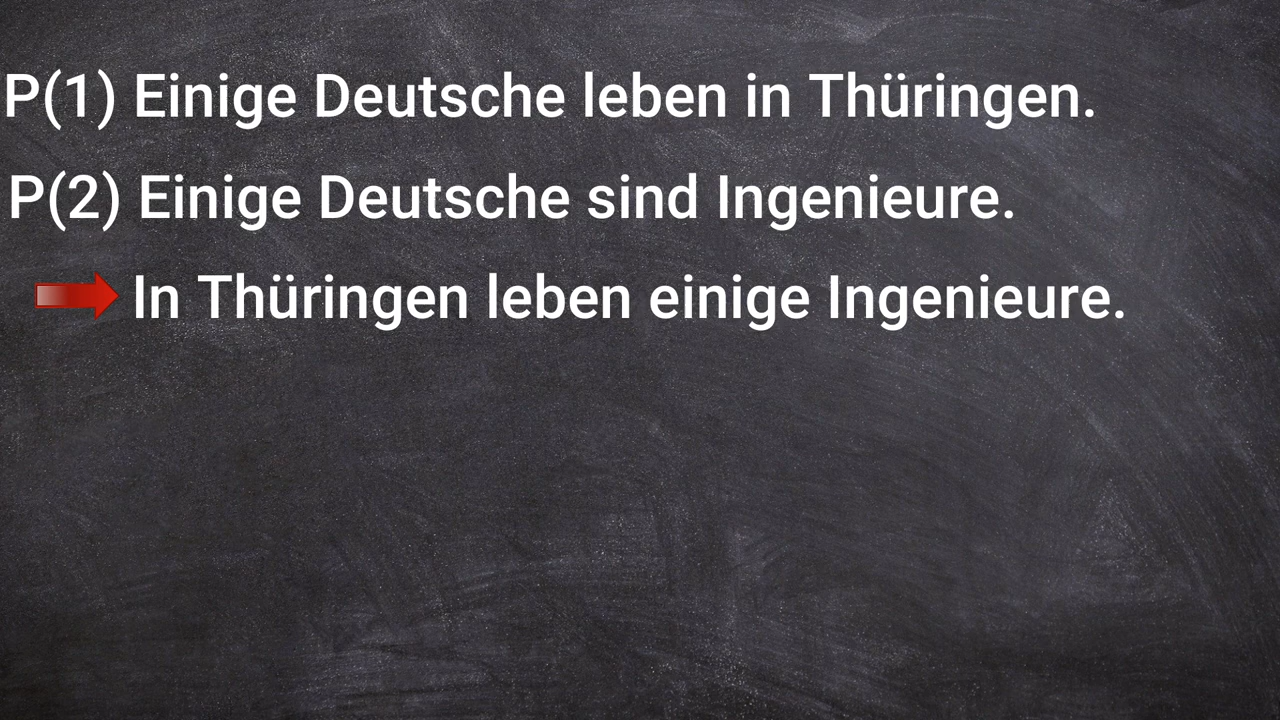 P(1) Einige Deutsche leben in Thüringen.
P(2) Einige Deutsche sind Ingenieure.
In Thüringen leben einige Ingenieure.